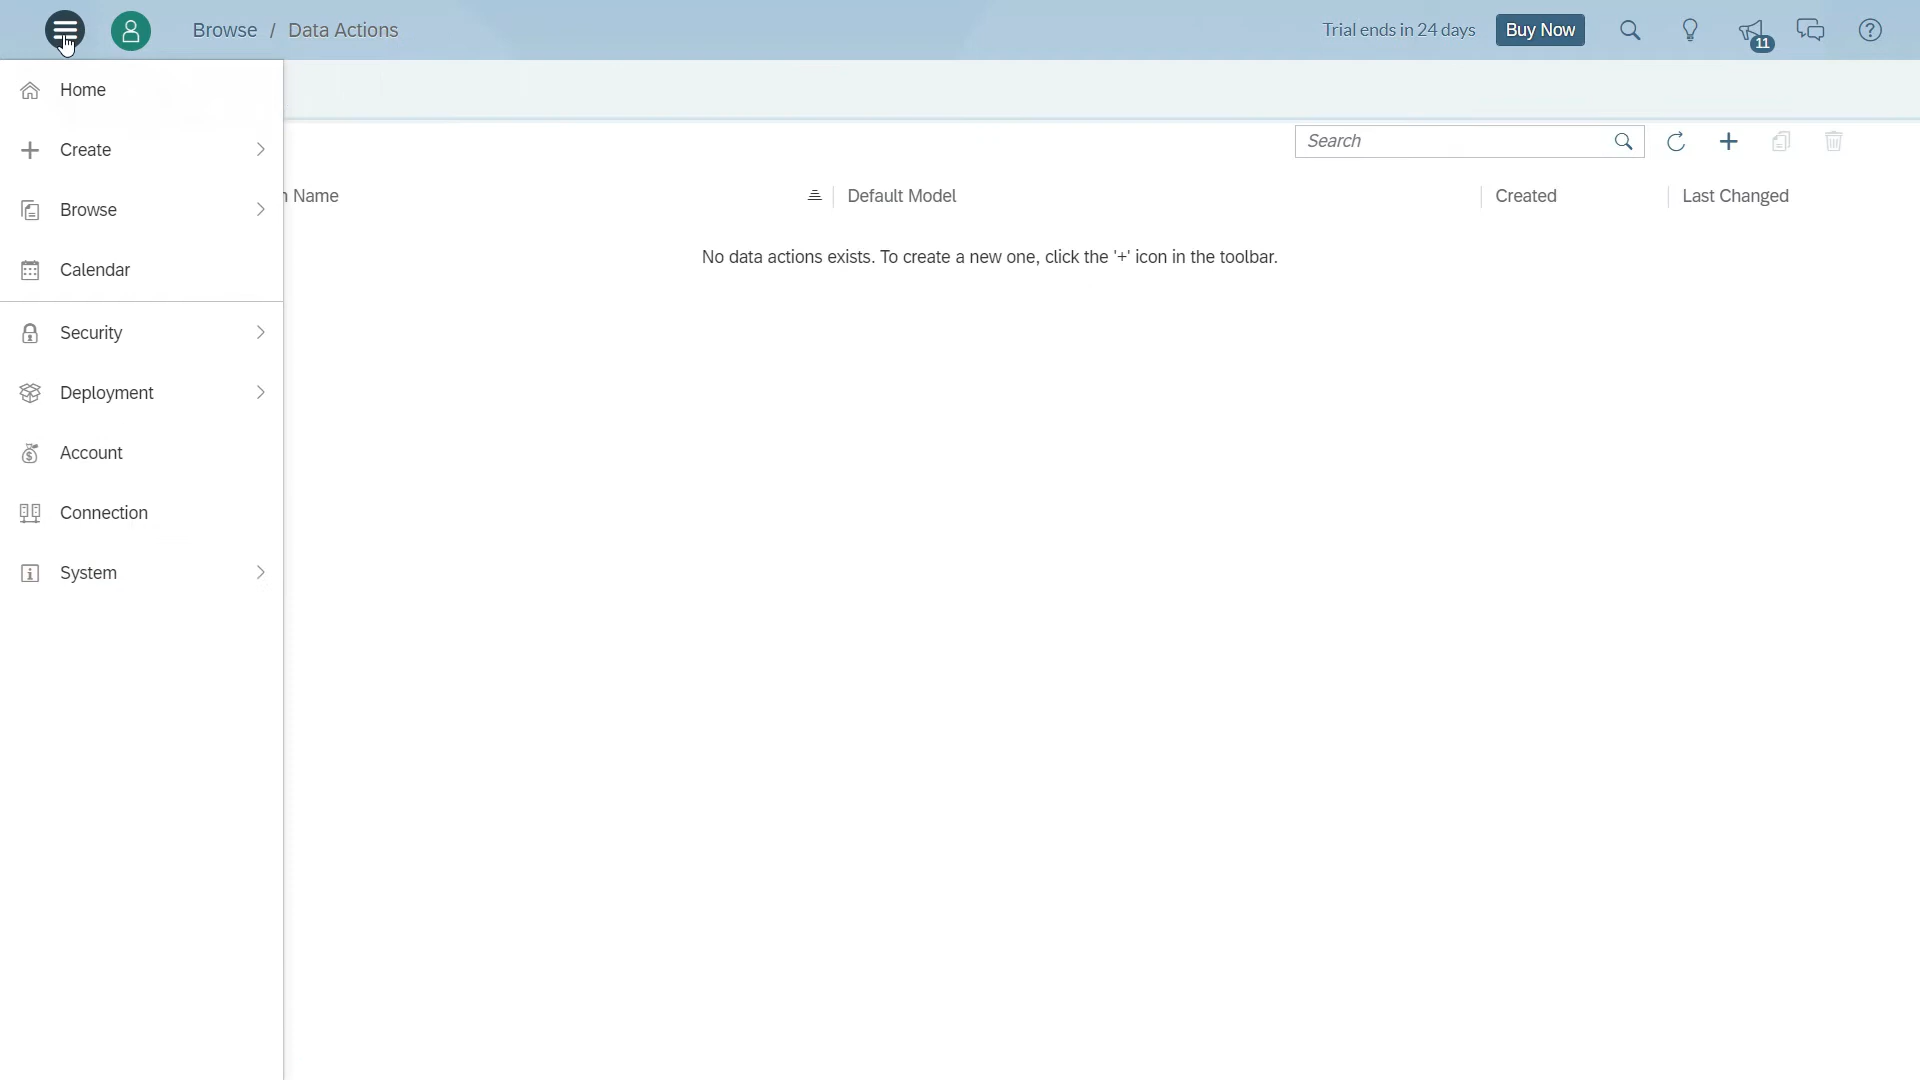 Browse / Data Actions
Trial ends in 24 days
Buy Now
11
Home
Create
Browse
Calendar
Security
Deployment
Account
Connection
System
Search
Name
Default Model
Created
Last Changed
No data actions exists. To create a new one, click the '+' icon in the toolbar.